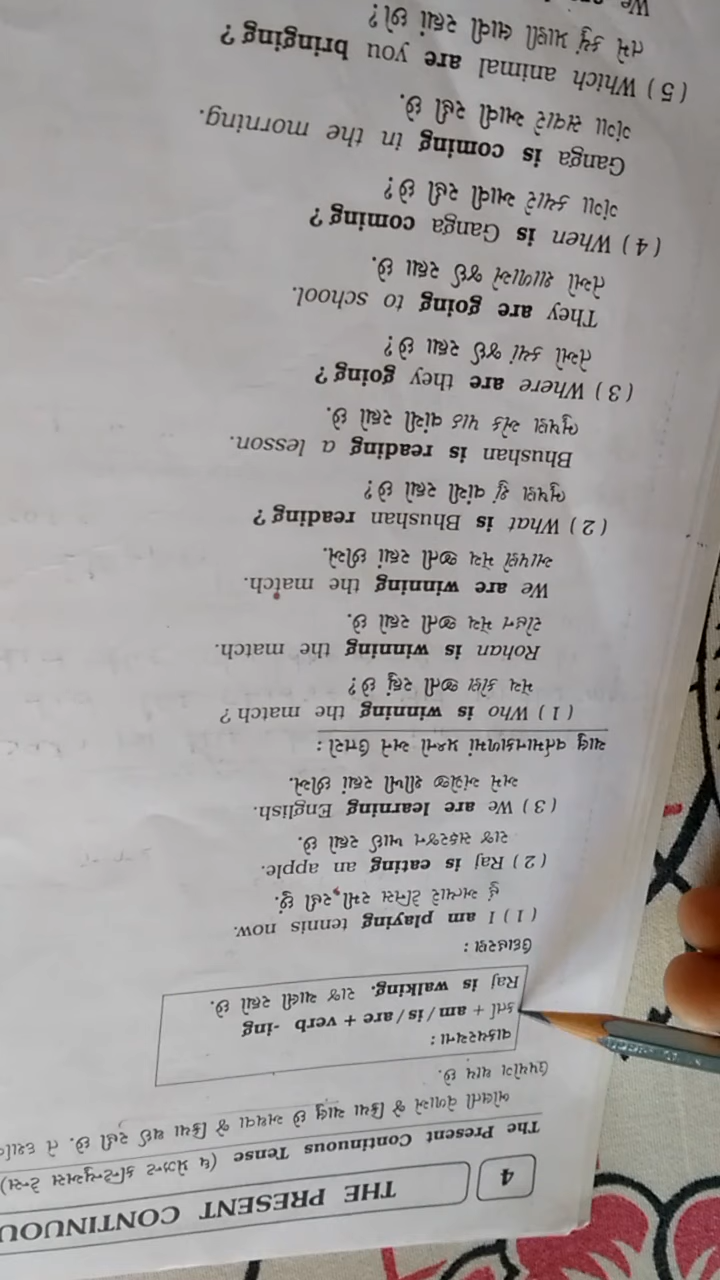 4
THE PRESENT CONTINUOU
The Present Continuous Tense (ધ પ્રેઝન્ટ કન્ટિન્યુઅસ ટેન્સ)
બોલતી વેળાએ જે ક્રિયા ચાલુ છે અથવા જે ક્રિયા થઈ રહી છે. તે
ઉપયોગ થાય છે.
વાક્યરચના :
કર્તા + am / is / are + verb -ing
Raj is walking. રાજ ચાલી રહ્યો છે.
ઉદાહરણ :
( 1 ) I am playing tennis now.
હું અત્યારે ટેનિસ રમી રહી છું.
( 2 ) Raj is eating an apple.
રાજ સફરજન ખાઈ રહ્યો છે.
( 3 ) We are learning English.
અમે અંગ્રેજી શીખી રહ્યાં છીએ.
ચાલુ વર્તમાનકાળમાં પ્રશ્નો અને ઉત્તરો :
( 1 ) Who is winning the match ?
મૅચ કોણ જીતી રહ્યું છે ?
Rohan is winning the match.
રોહન મૅચ જીતી રહ્યો છે.
We are winning the match.
આપણે મૅચ જીતી રહ્યાં છીએ.
( 2 ) What is Bhushan reading ?
ભૂષણ શું વાંચી રહ્યો છે ?
Bhushan is reading a lesson.
ભૂષણ એક પાઠ વાંચી રહ્યો છે.
( 3 ) Where are they going ?
તેઓ ક્યાં જઈ રહ્યા છે ?
They are going to school.
તેઓ શાળાએ જઈ રહ્યા છે.
( 4 ) When is Ganga coming ?
ગંગા ક્યારે આવી રહી છે ?
Ganga is coming in the morning.
ગંગા સવારે આવી રહી છે.
( 5 ) Which animal are you bringing ?
તમે કયું પ્રાણી લાવી રહ્યાં છો ?
We